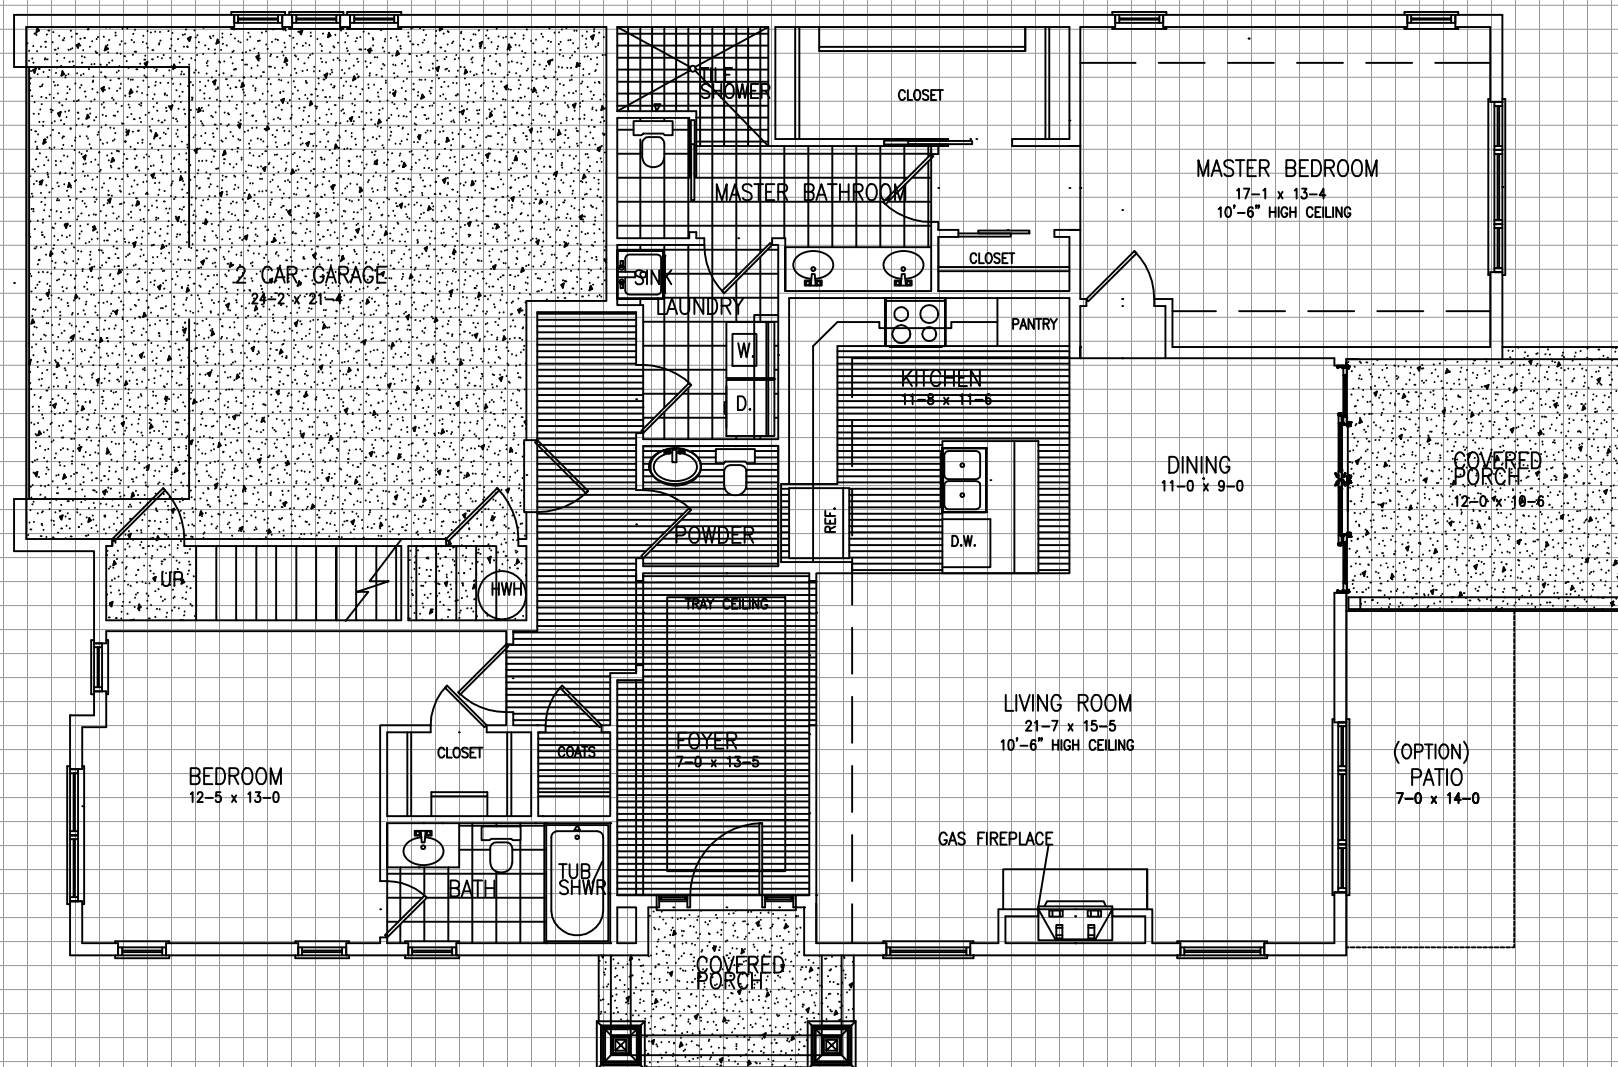 TILE
SHOWER
CLOSET
MASTER BEDROOM
17-1 x 13-4
10'-6" HIGH CEILING
MASTER BATHROOM
2 CAR GARAGE
24-2 x 21-4
SINK
LAUNDRY
CLOSET
PANTRY
W.
D.
KITCHEN
11-8 x 11-6
DINING
11-0 x 9-0
COVERED
PORCH
POWDER
REF.
D.W.
UP
HWH
TRAY CEILING
LIVING ROOM
21-7 x 15-5
10'-6" HIGH CEILING
FOYER
7-0 x 13-5
CLOSET
COATS
BEDROOM
12-5 x 13-0
(OPTION)
PATIO
7-0 x 14-0
GAS FIREPLACE
TUB
SHWR
BATH
COVERED
PORCH